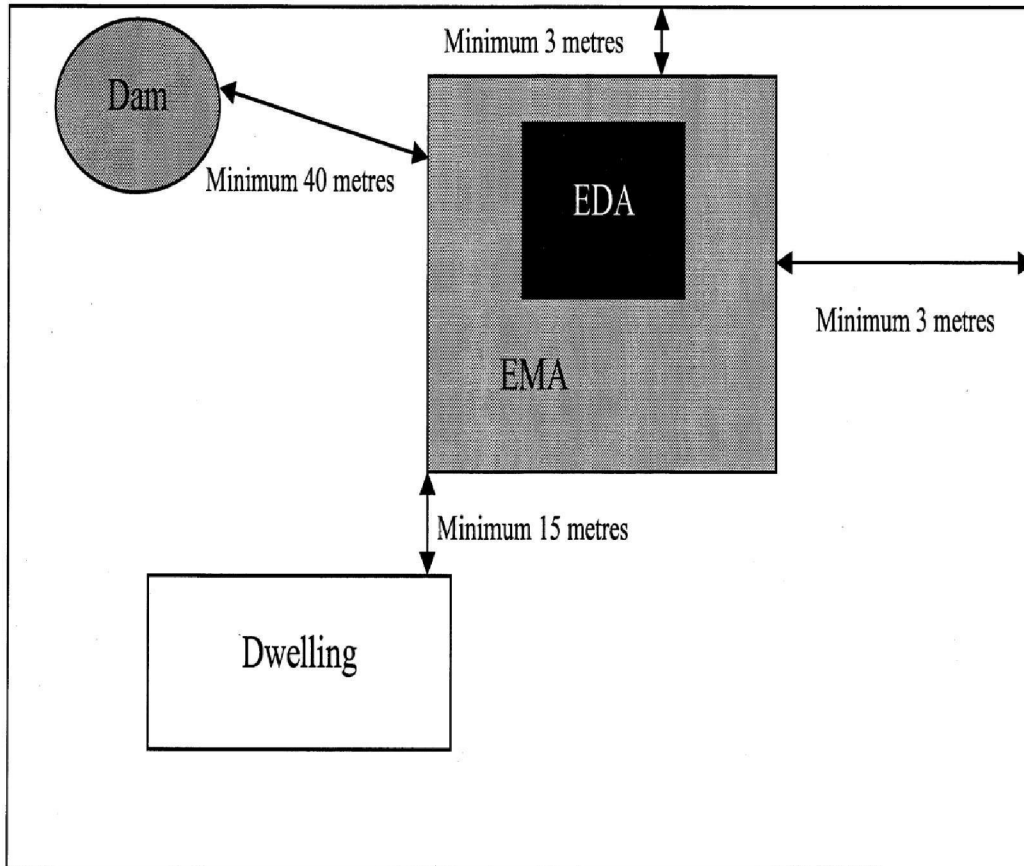 Minimum 3 metres
Dam
Minimum 40 metres
EDA
Minimum 3 metres
EMA
Minimum 15 metres
Dwelling